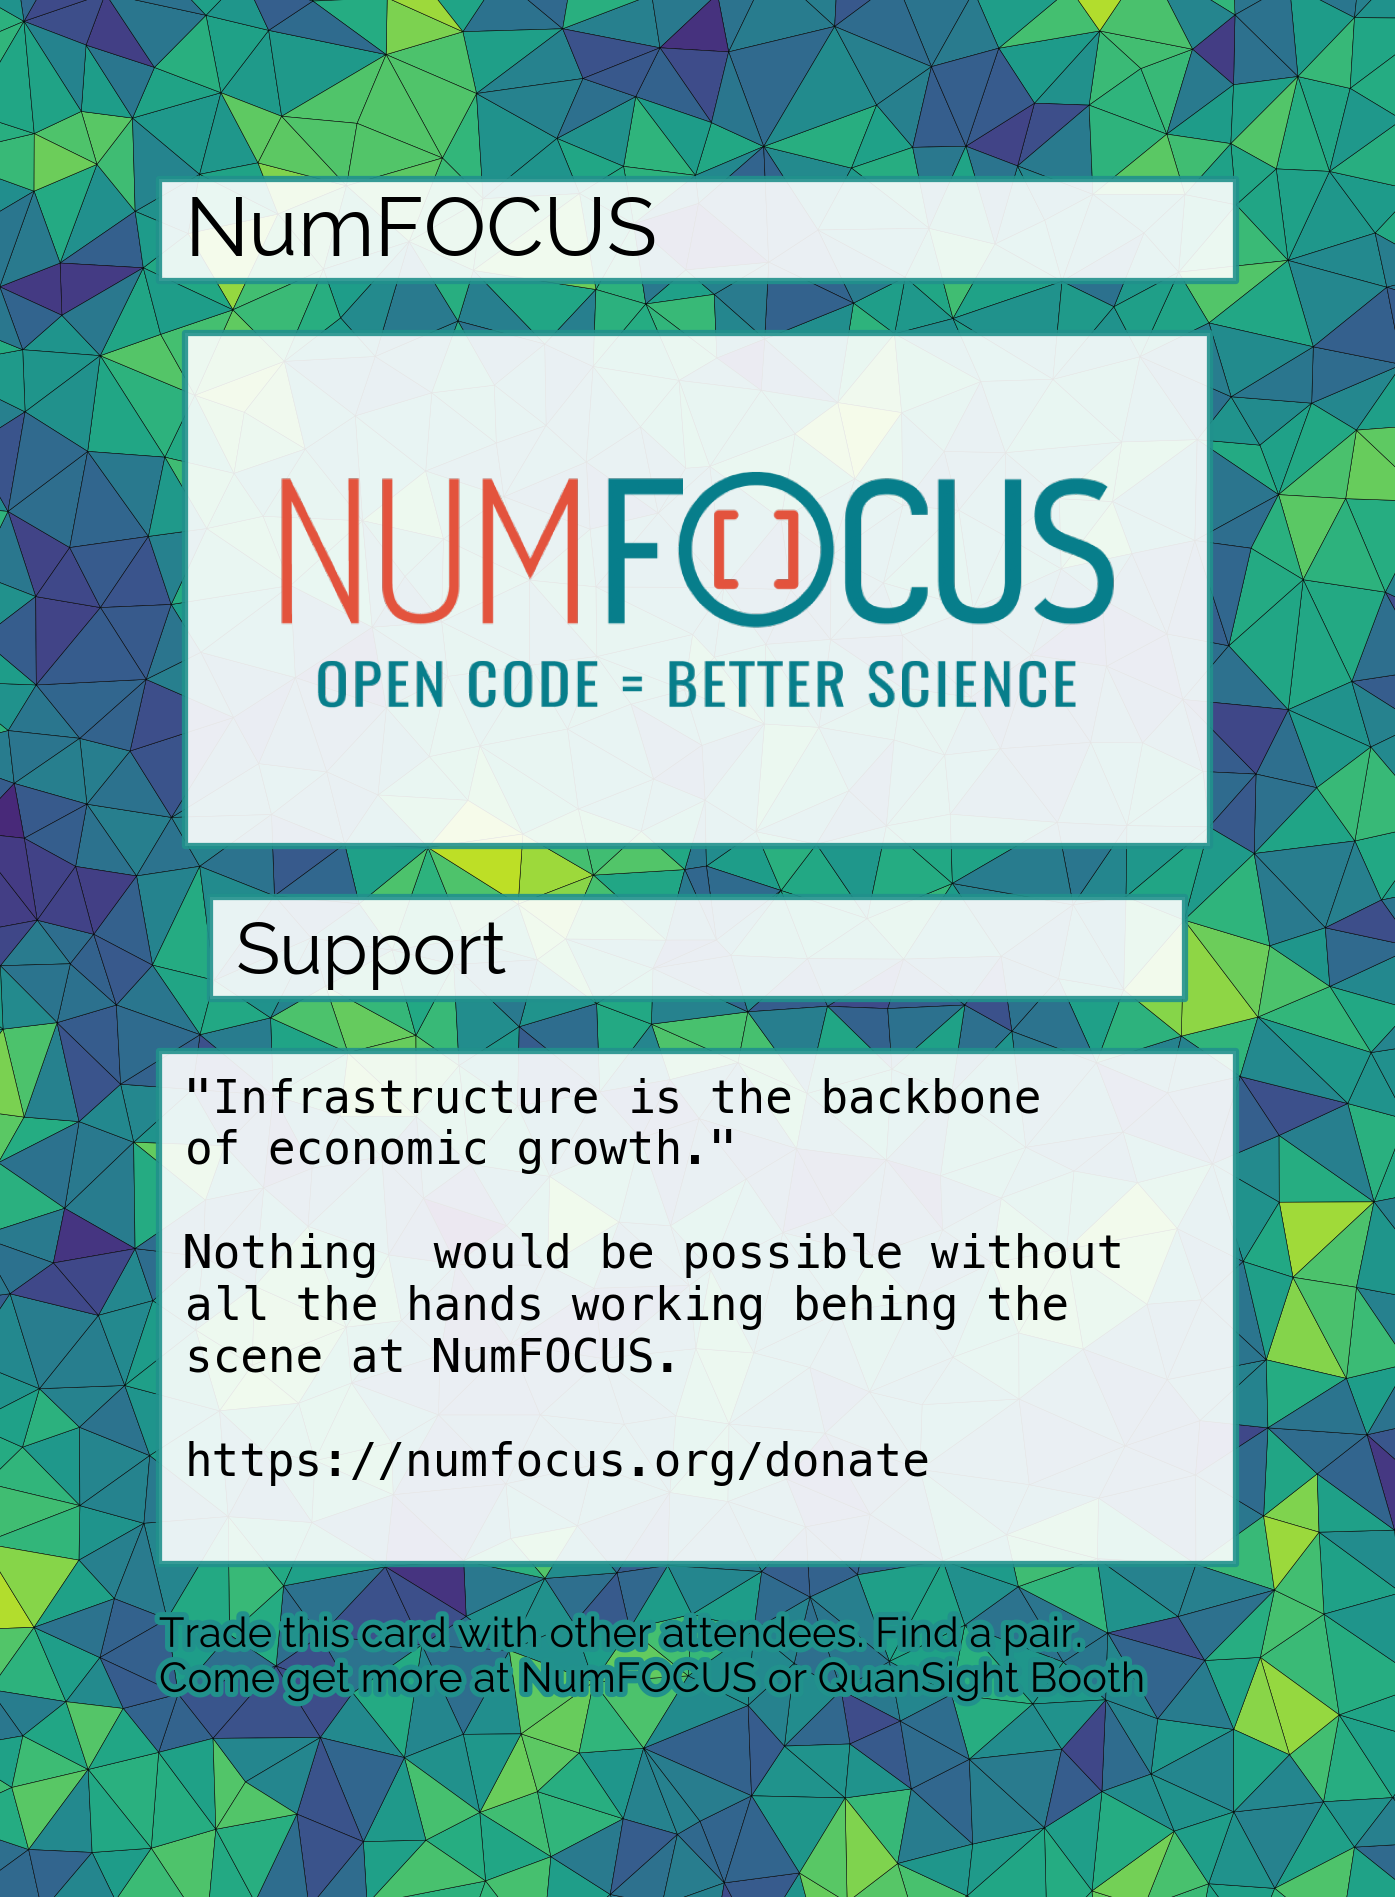 NumFOCUS
NUMFOCUS
OPEN CODE = BETTER SCIENCE
Support
"Infrastructure is the backbone
of economic growth."
Nothing  would be possible without
all the hands working behing the
scene at NumFOCUS.
https://numfocus.org/donate
Trade this card with other attendees. Find a pair.
Come get more at NumFOCUS or QuanSight Booth